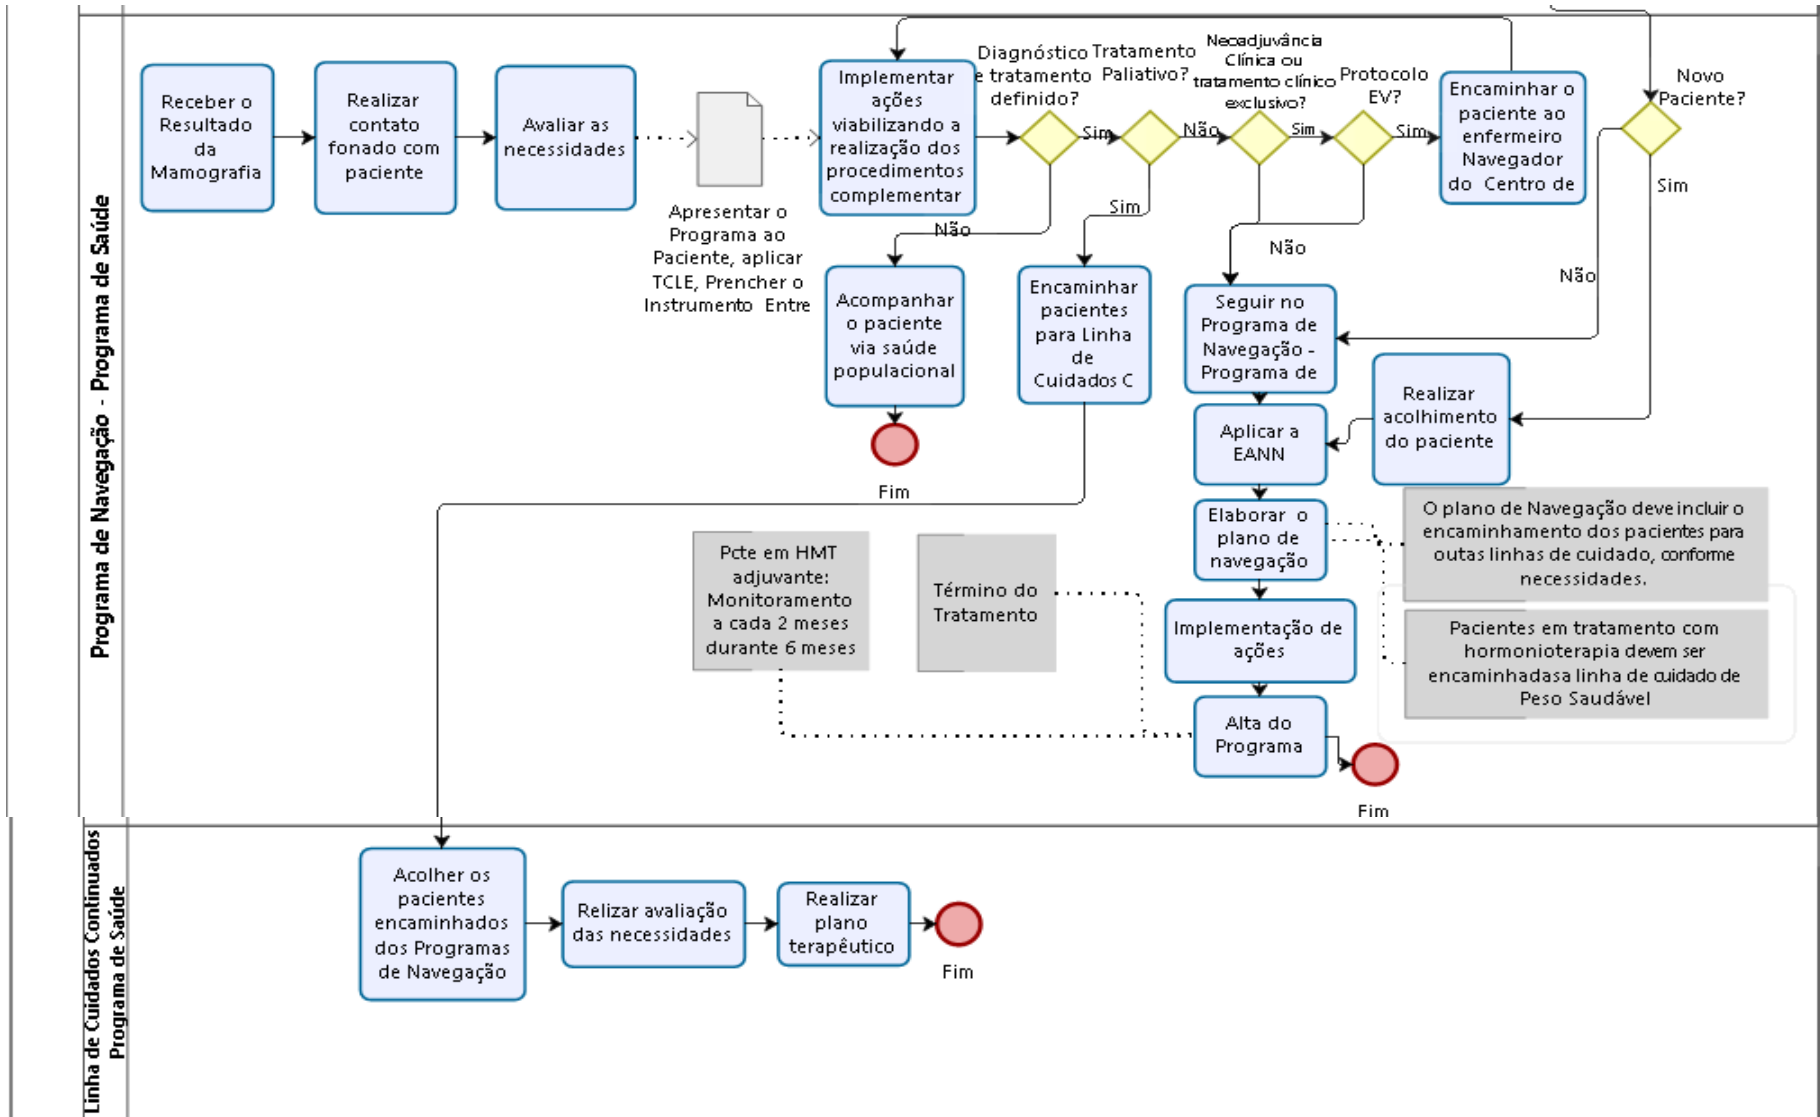 Programa de Navegação - Programa de Saúde
Receber o
Resultado
da
Mamografia
Realizar
contato
fonado com
paciente
Avaliar as
necessidades
Apresentar o
Programa ao
Paciente, aplicar
TCLE, Prencher o
Instrumento Entre
Implementar
ações
viabilizando a
realização dos
procedimentos
complementar
Diagnóstico
e tratamento
definido?
Sim
Não
Tratamento
Paliativo?
Não
Sim
Neoadjuvância
Clínica ou
tratamento clínico
exclusivo?
Sim
Protocolo
EV?
Sim
Não
Encaminhar o
paciente ao
enfermeiro
Navegador
do Centro de
Novo
Paciente?
Sim
Não
Acompanhar
o paciente
via saúde
populacional
Fim
Encaminhar
pacientes
para Linha
de
Cuidados C
Seguir no
Programa de
Navegação -
Programa de
Realizar
acolhimento
do paciente
Aplicar a
EANN
Elaborar o
plano de
navegação
O plano de Navegação deve incluir o
encaminhamento dos pacientes para
outas linhas de cuidado, conforme
necessidades.
Pacientes em tratamento com
hormonioterapia devem ser
encaminhadasa linha de cuidado de
Peso Saudável
Pcte em HMT
adjuvante:
Monitoramento
a cada 2 meses
durante 6 meses
Término do
Tratamento
Implementação de
ações
Alta do
Programa
Fim
Linha de Cuidados Continuados
Programa de Saúde
Acolher os
pacientes
encaminhados
dos Programas
de Navegação
Relizar avaliação
das necessidades
Realizar
plano
terapêutico
Fim